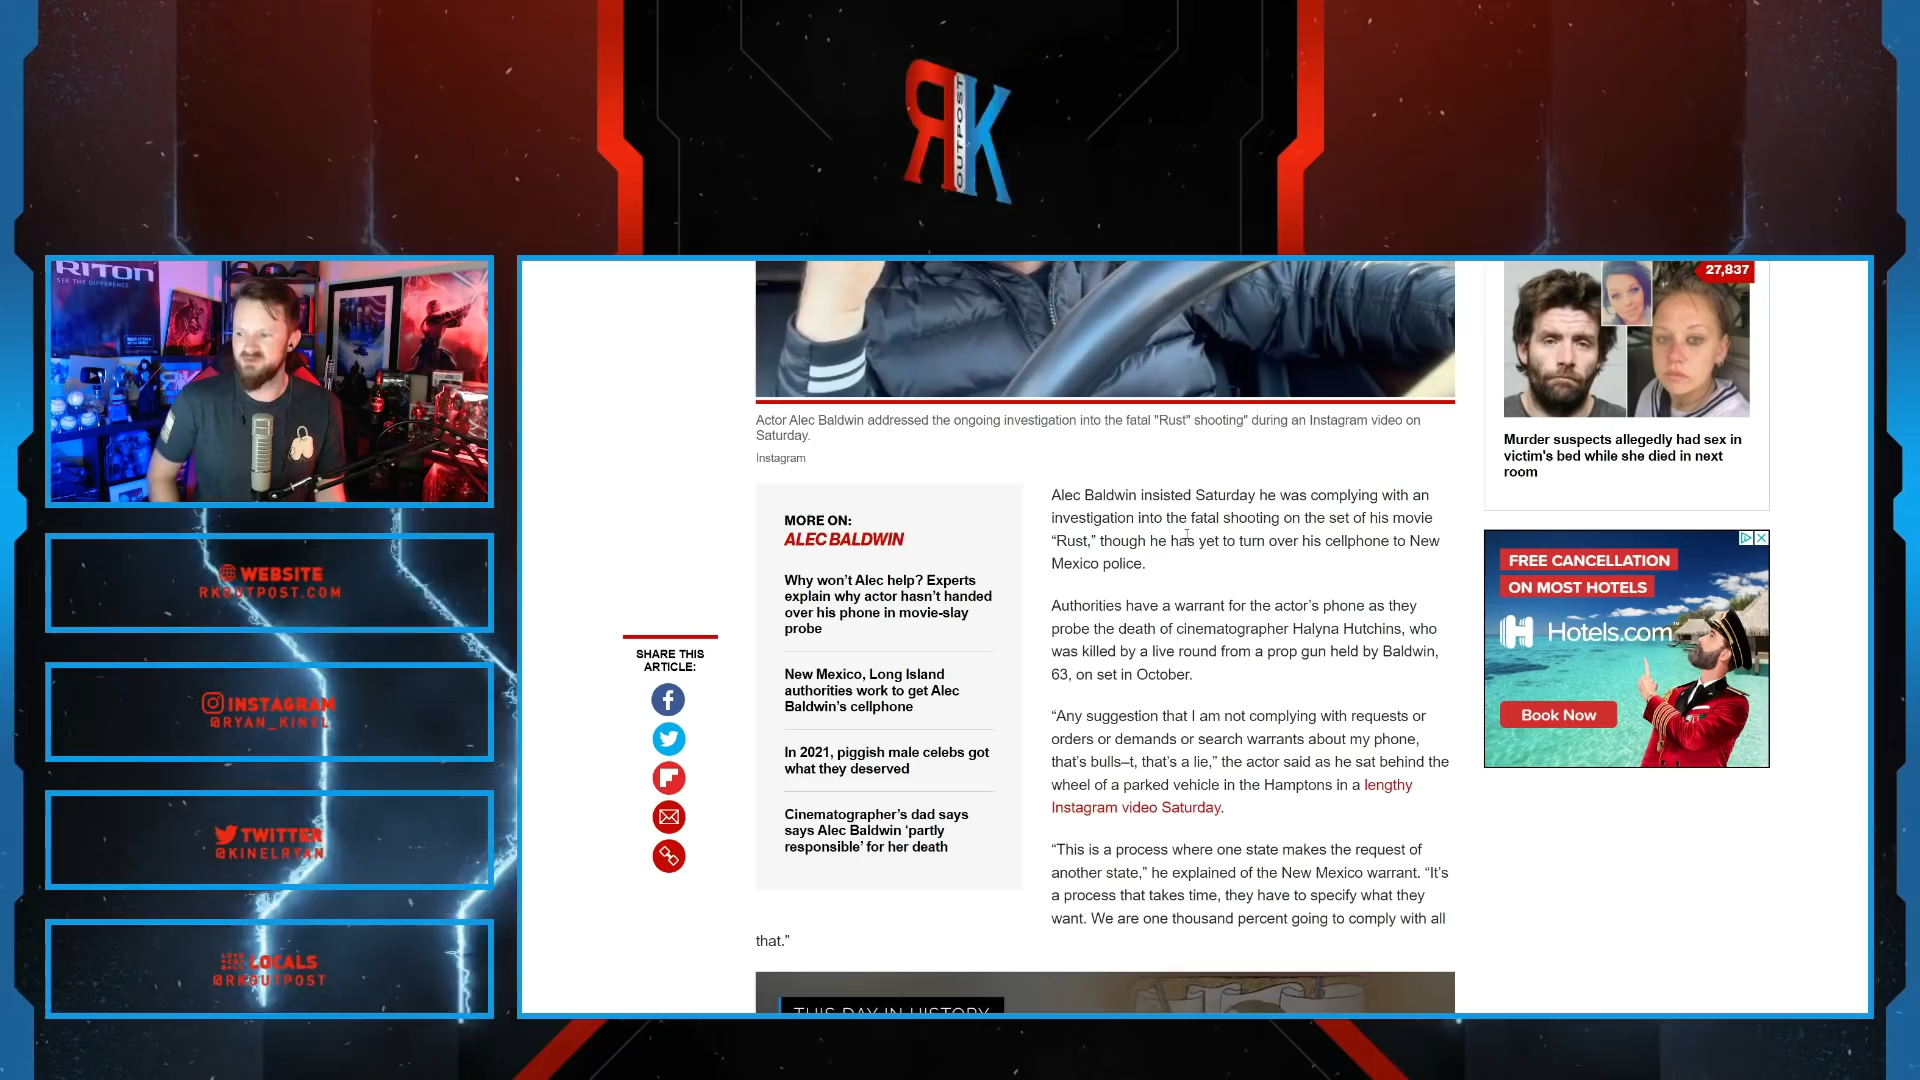 RK
OUTPOST
RITON
SEE THE DIFFERENCE
WEBSITE
RKOUTPOST.COM
INSTAGRAM
@RYAN_KINEL
TWITTER
@KINELRYAN
LOCALS
@RKOUTPOST
Actor Alec Baldwin addressed the ongoing investigation into the fatal "Rust" shooting" during an Instagram video on
Saturday.
Instagram
SHARE THIS
ARTICLE:
MORE ON:
ALEC BALDWIN
Why won’t Alec help? Experts
explain why actor hasn’t handed
over his phone in movie-slay
probe
New Mexico, Long Island
authorities work to get Alec
Baldwin’s cellphone
In 2021, piggish male celebs got
what they deserved
Cinematographer’s dad says
says Alec Baldwin ‘partly
responsible’ for her death
Alec Baldwin insisted Saturday he was complying with an
investigation into the fatal shooting on the set of his movie
“Rust,” though he has yet to turn over his cellphone to New
Mexico police.
Authorities have a warrant for the actor’s phone as they
probe the death of cinematographer Halyna Hutchins, who
was killed by a live round from a prop gun held by Baldwin,
63, on set in October.
“Any suggestion that I am not complying with requests or
orders or demands or search warrants about my phone,
that’s bulls–t, that’s a lie,” the actor said as he sat behind the
wheel of a parked vehicle in the Hamptons in a lengthy
Instagram video Saturday.
“This is a process where one state makes the request of
another state,” he explained of the New Mexico warrant. “It’s
a process that takes time, they have to specify what they
want. We are one thousand percent going to comply with all
that.”
THIS DAY IN HISTORY
27,837
Murder suspects allegedly had sex in
victim's bed while she died in next
room
FREE CANCELLATION
ON MOST HOTELS
Hotels.com
Book Now